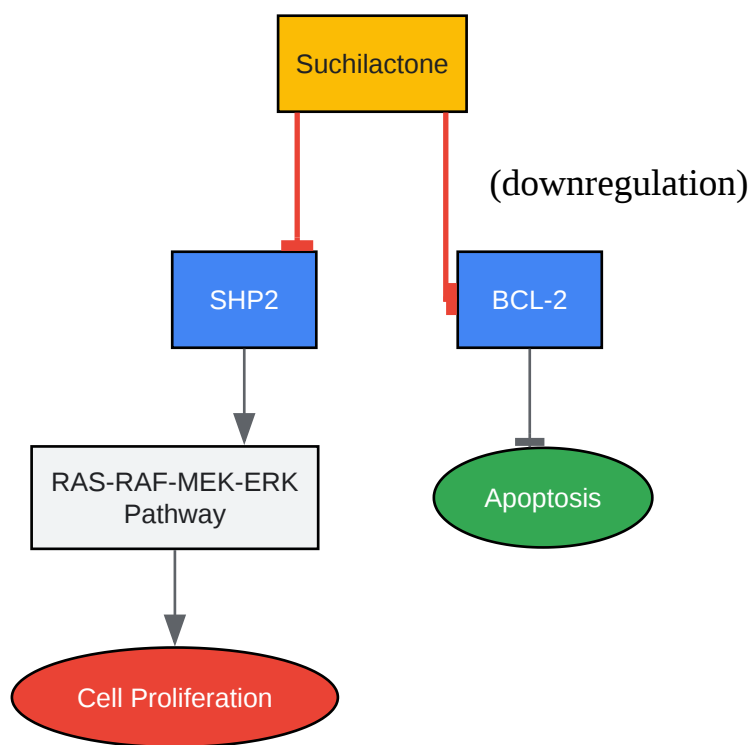 Suchilactone
(downregulation)
SHP2
BCL-2
RAS-RAF-MEK-ERK
Pathway
Apoptosis
Cell Proliferation